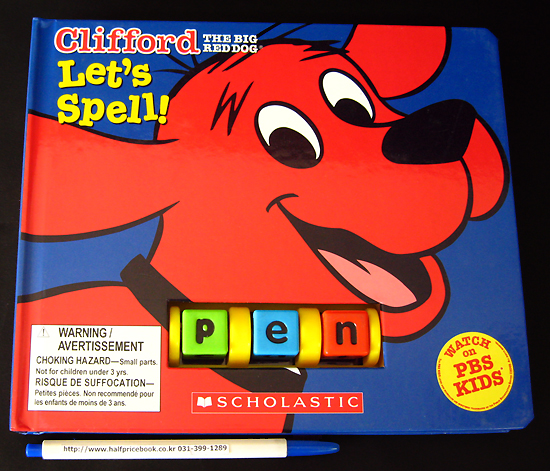 Clifford THE BIG RED DOG
Let's
Spell!
p e n
WARNING /
AVERTISSEMENT
CHOKING HAZARD—Small parts.
Not for children under 3 yrs.
RISQUE DE SUFFOCATION—
Petites pièces. Non recommendé pour
les enfants de moins de 3 ans.
SCHOLASTIC
WATCH
on
PBS
KIDS
http://www.halfpricebook.co.kr 031-399-1289